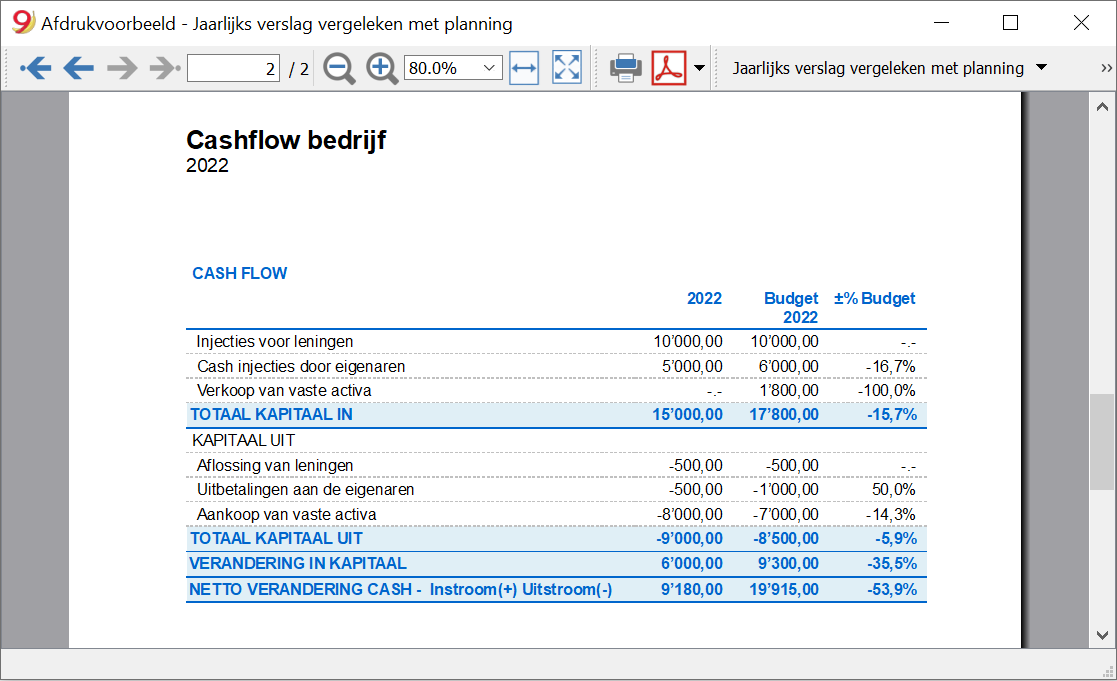 Afdrukvoorbeeld - Jaarlijks verslag vergeleken met planning
2 / 2 80.0% Jaarlijks verslag vergeleken met planning
Cashflow bedrijf
2022
CASH FLOW
2022 Budget 2022 ±% Budget
Injecties voor leningen 10’000,00 10’000,00 -.-
Cash injecties door eigenaren 5’000,00 6’000,00 -16,7%
Verkoop van vaste activa -.- 1’800,00 -100,0%
TOTAAL KAPITAAL IN 15’000,00 17’800,00 -15,7%
KAPITAAL UIT
Aflossing van leningen -500,00 -500,00 -.-
Uitbetalingen aan de eigenaren -500,00 -1’000,00 50,0%
Aankoop van vaste activa -8’000,00 -7’000,00 -14,3%
TOTAAL KAPITAAL UIT -9’000,00 -8’500,00 -5,9%
VERANDERING IN KAPITAAL 6’000,00 9’300,00 -35,5%
NETTO VERANDERING CASH - Instroom(+) Uitstroom(-) 9’180,00 19’915,00 -53,9%